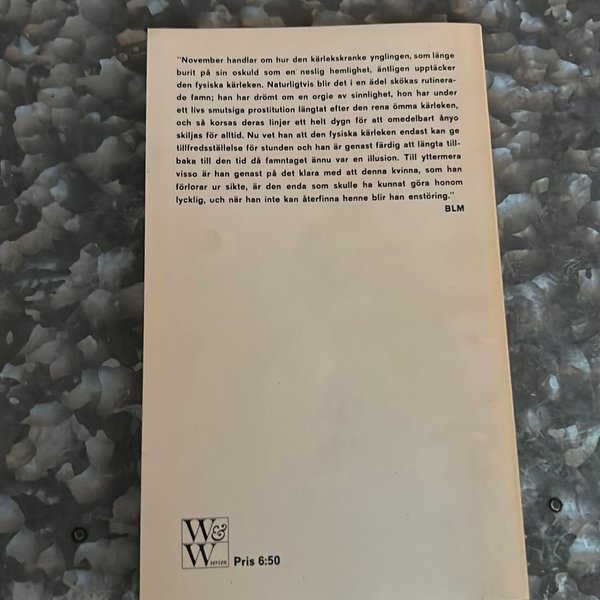 "November handlar om hur den kärlekskranke ynglingen, som länge
burit på sin oskuld som en neslig hemlighet, äntligen upptäcker
den fysiska kärleken. Naturligtvis blir det i en ädel skökas rutinera-
de famn; han har drömt om en orgie av sinnlighet, hon har under
ett livs smutsiga prostitution längtat efter den rena ömma kärleken,
och så korsas deras linjer ett helt dygn för att omedelbart ånyo
skiljas för alltid. Nu vet han att den fysiska kärleken endast kan ge
tillfredsställelse för stunden och han är genast färdig att längta till-
baka till den tid då famntaget ännu var en illusion. Till yttermera
visso är han genast på det klara med att denna kvinna, som han
förlorar ur sikte, är den enda som skulle ha kunnat göra honom
lycklig, och när han inte kan återfinna henne blir han enstöring."
BLM
W&
W serien Pris 6:50